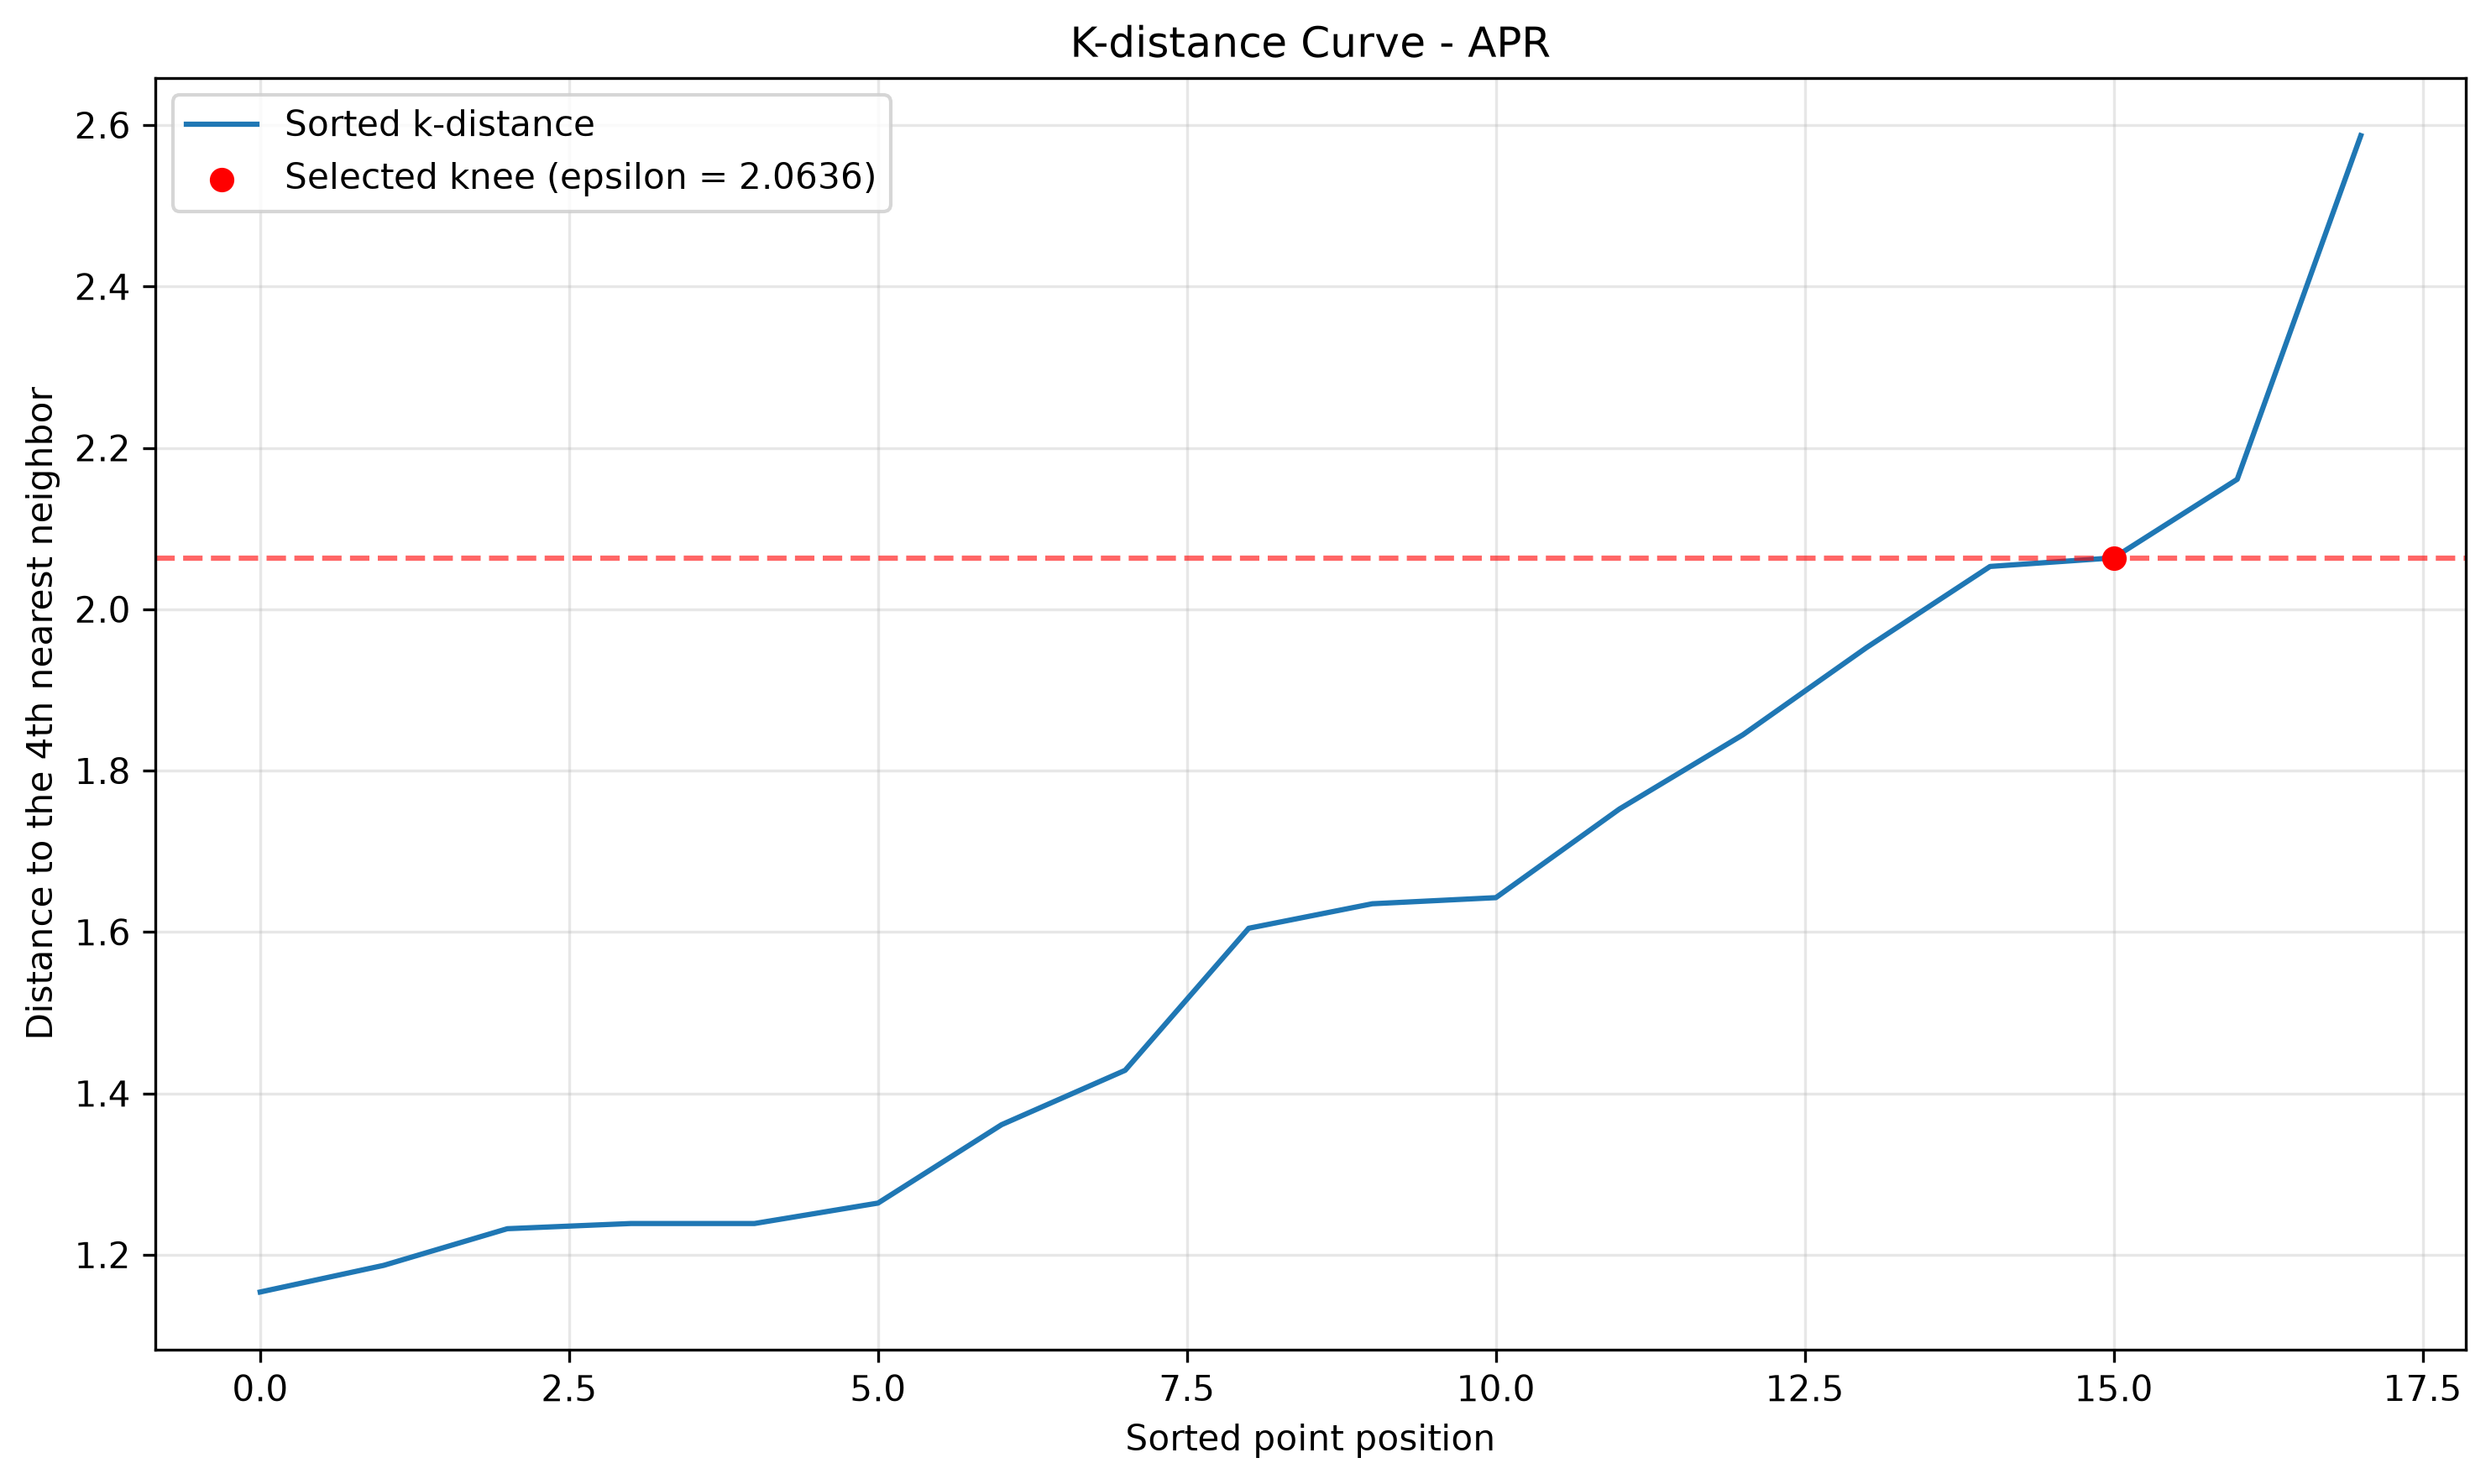 K-distance Curve - APR
Sorted k-distance
Selected knee (epsilon = 2.0636)
Distance to the 4th nearest neighbor
2.6
2.4
2.2
2.0
1.8
1.6
1.4
1.2
0.0 2.5 5.0 7.5 10.0 12.5 15.0 17.5
Sorted point position